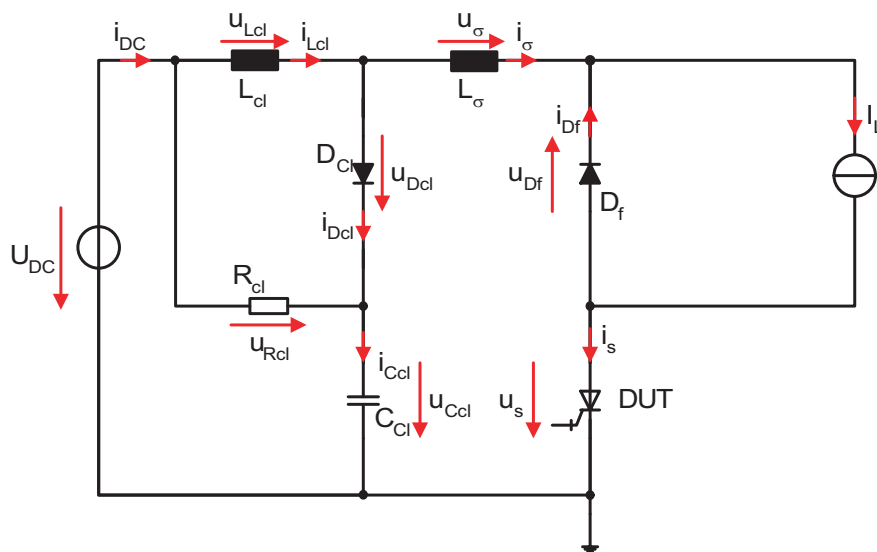 u_Lcl
u_σ
i_DC
i_Lcl
i_σ
L_cl
L_σ
i_Df
I_L
D_Cl
u_Dcl
u_Df
D_f
i_Dcl
U_DC
R_cl
u_Rcl
i_s
i_Ccl
u_Ccl
u_s
DUT
C_Cl